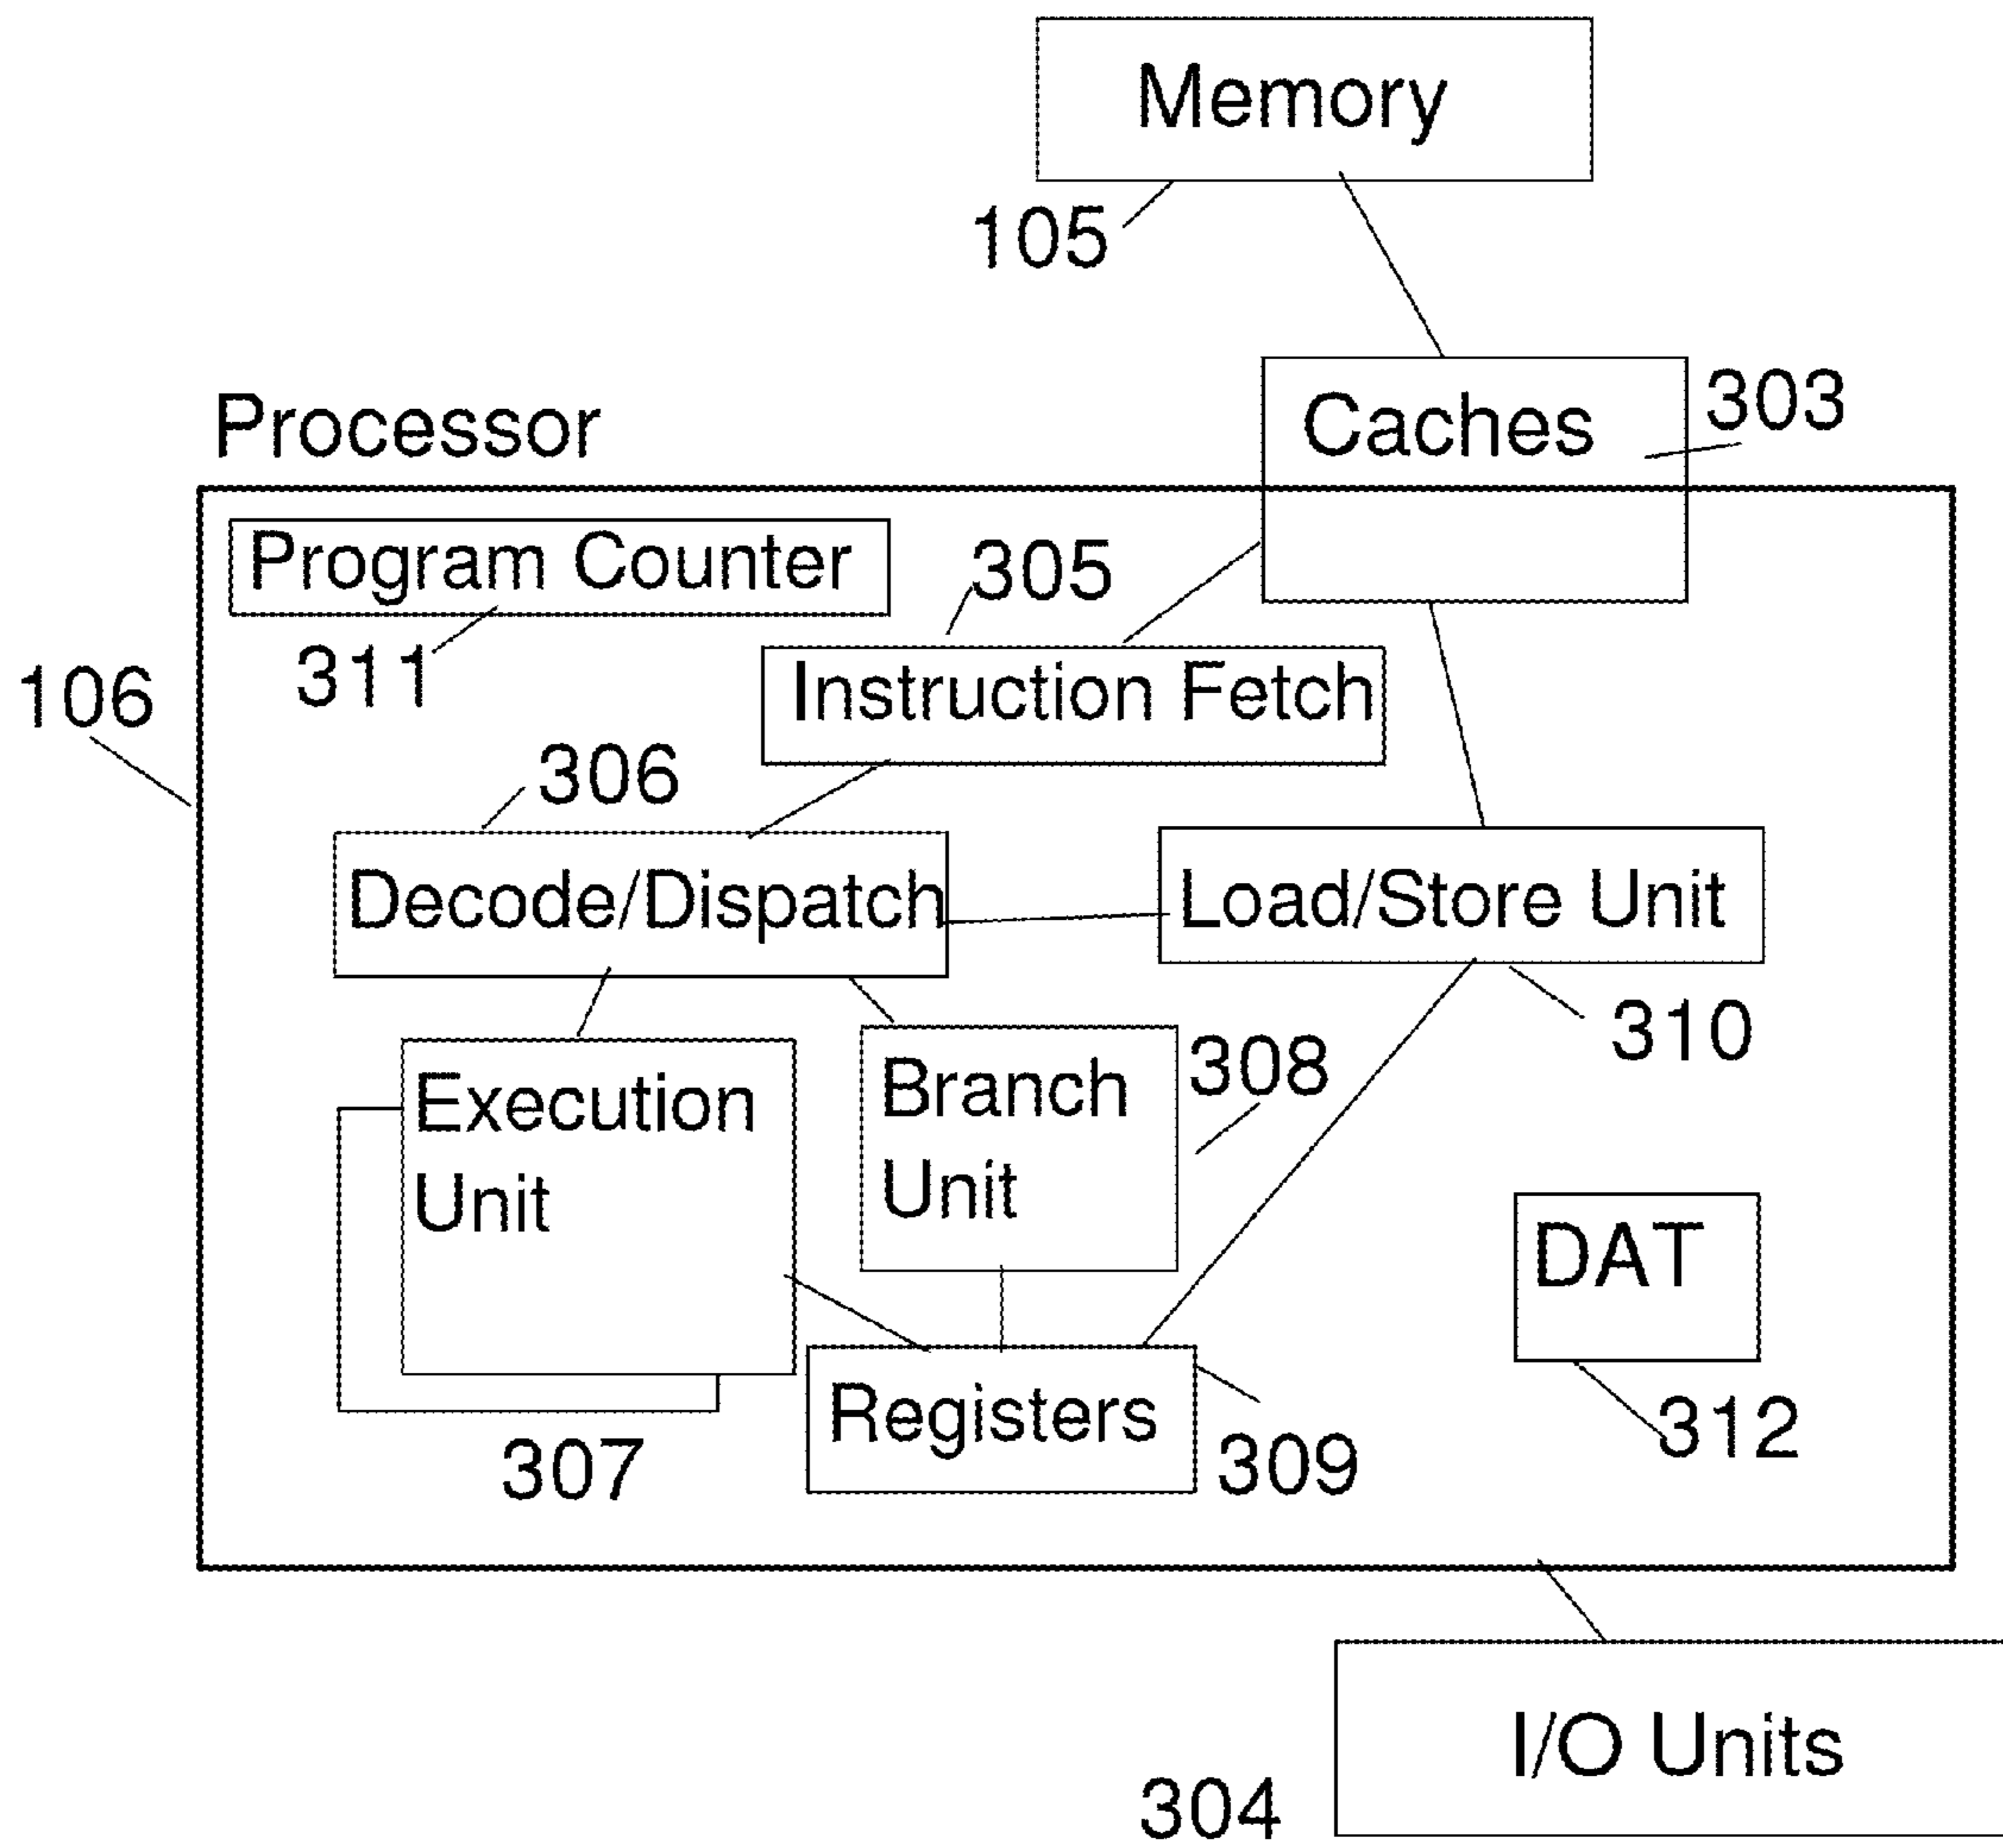 Memory
105
Caches
303
Processor
Program Counter
305
311
Instruction Fetch
106
306
Decode/Dispatch
Load/Store Unit
310
Execution
Unit
Branch
Unit
308
DAT
312
Registers
309
307
I/O Units
304